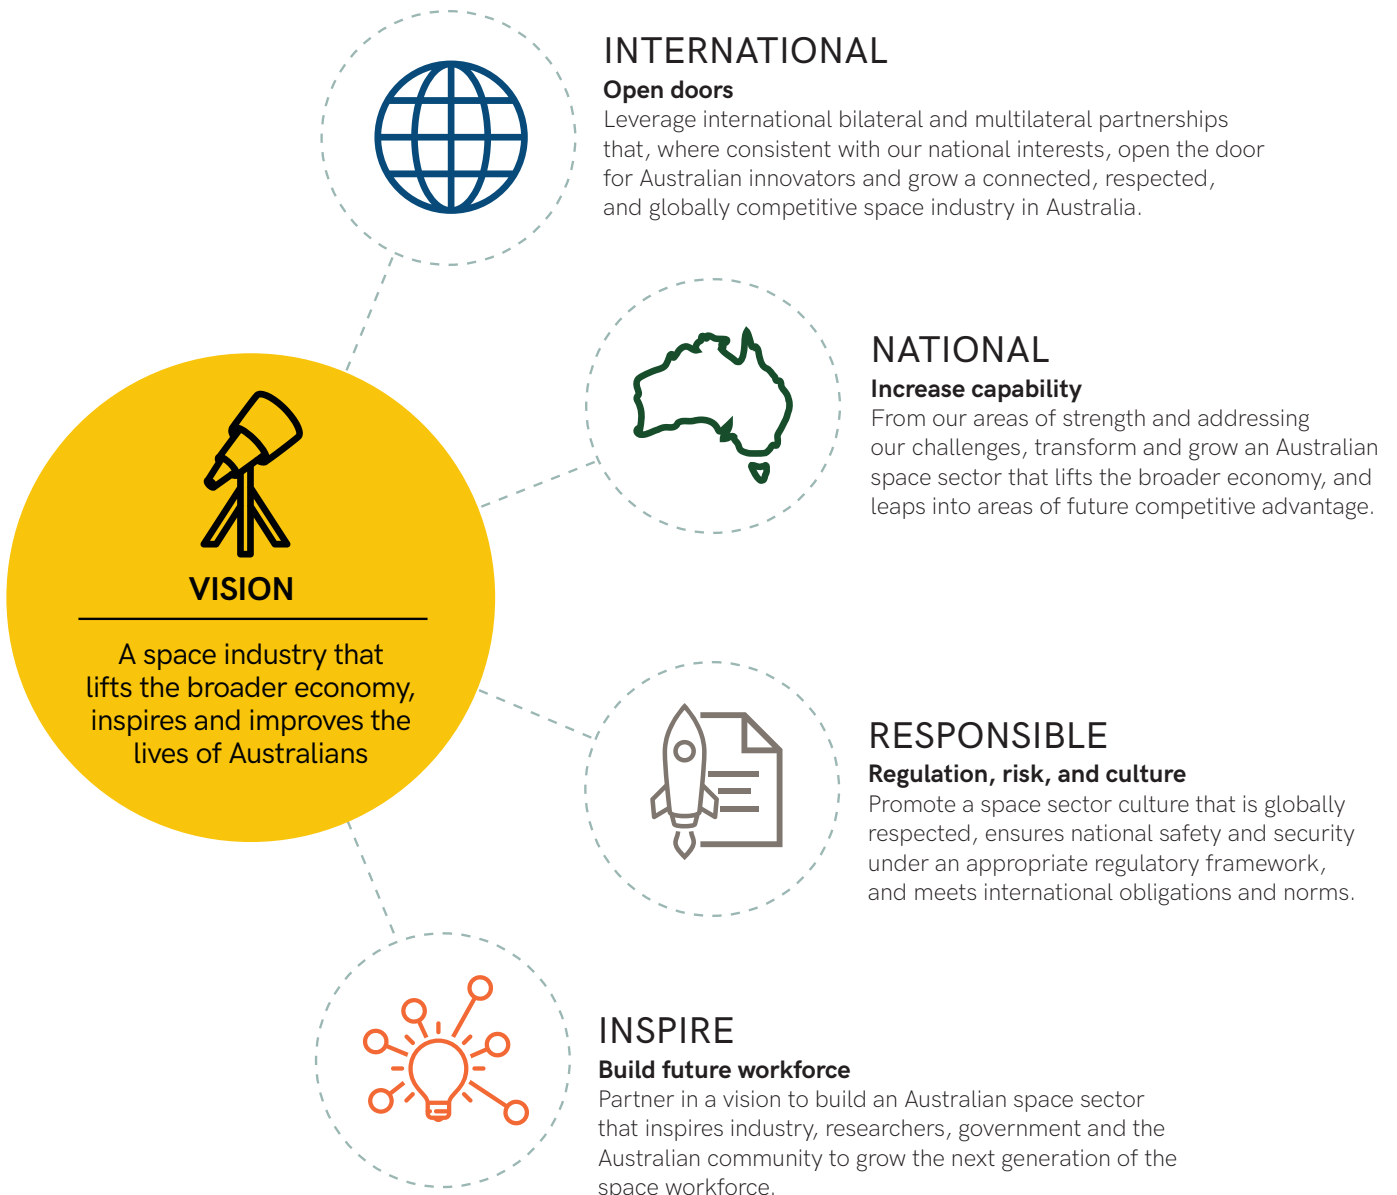 INTERNATIONAL
Open doors
Leverage international bilateral and multilateral partnerships
that, where consistent with our national interests, open the door
for Australian innovators and grow a connected, respected,
and globally competitive space industry in Australia.
NATIONAL
Increase capability
From our areas of strength and addressing
our challenges, transform and grow an Australian
space sector that lifts the broader economy, and
leaps into areas of future competitive advantage.
VISION
A space industry that
lifts the broader economy,
inspires and improves the
lives of Australians
RESPONSIBLE
Regulation, risk, and culture
Promote a space sector culture that is globally
respected, ensures national safety and security
under an appropriate regulatory framework,
and meets international obligations and norms.
INSPIRE
Build future workforce
Partner in a vision to build an Australian space sector
that inspires industry, researchers, government and the
Australian community to grow the next generation of the
space workforce.